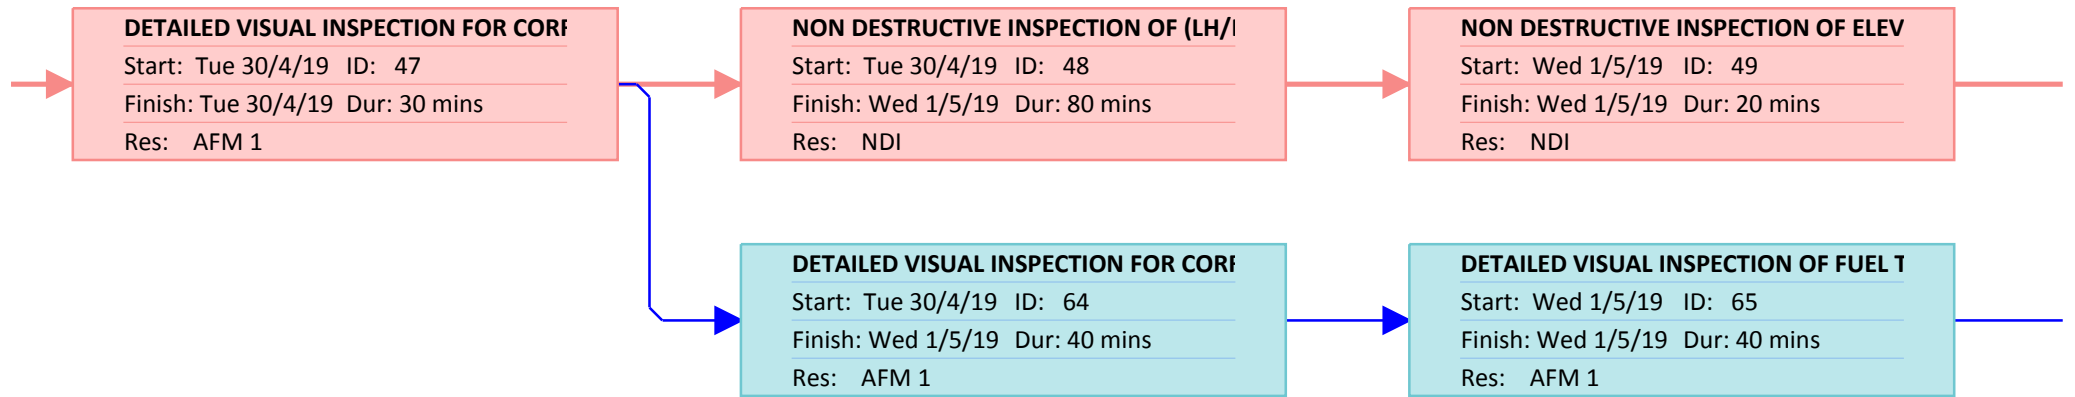 DETAILED VISUAL INSPECTION FOR CORR
Start: Tue 30/4/19 ID: 47
Finish: Tue 30/4/19 Dur: 30 mins
Res: AFM 1
NON DESTRUCTIVE INSPECTION OF (LH/
Start: Tue 30/4/19 ID: 48
Finish: Wed 1/5/19 Dur: 80 mins
Res: NDI
NON DESTRUCTIVE INSPECTION OF ELEV
Start: Wed 1/5/19 ID: 49
Finish: Wed 1/5/19 Dur: 20 mins
Res: NDI
DETAILED VISUAL INSPECTION FOR CORR
Start: Tue 30/4/19 ID: 64
Finish: Wed 1/5/19 Dur: 40 mins
Res: AFM 1
DETAILED VISUAL INSPECTION OF FUEL T
Start: Wed 1/5/19 ID: 65
Finish: Wed 1/5/19 Dur: 40 mins
Res: AFM 1